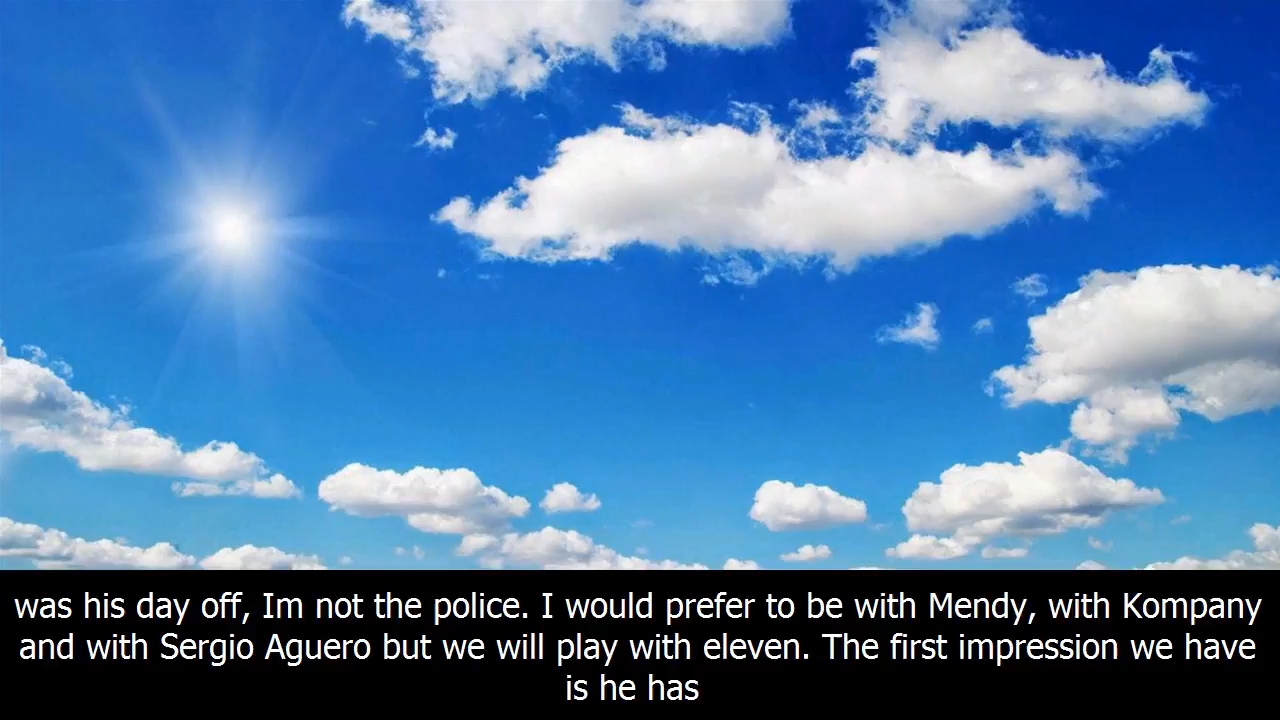 was his day off, Im not the police. I would prefer to be with Mendy, with Kompany
and with Sergio Aguero but we will play with eleven. The first impression we have
is he has